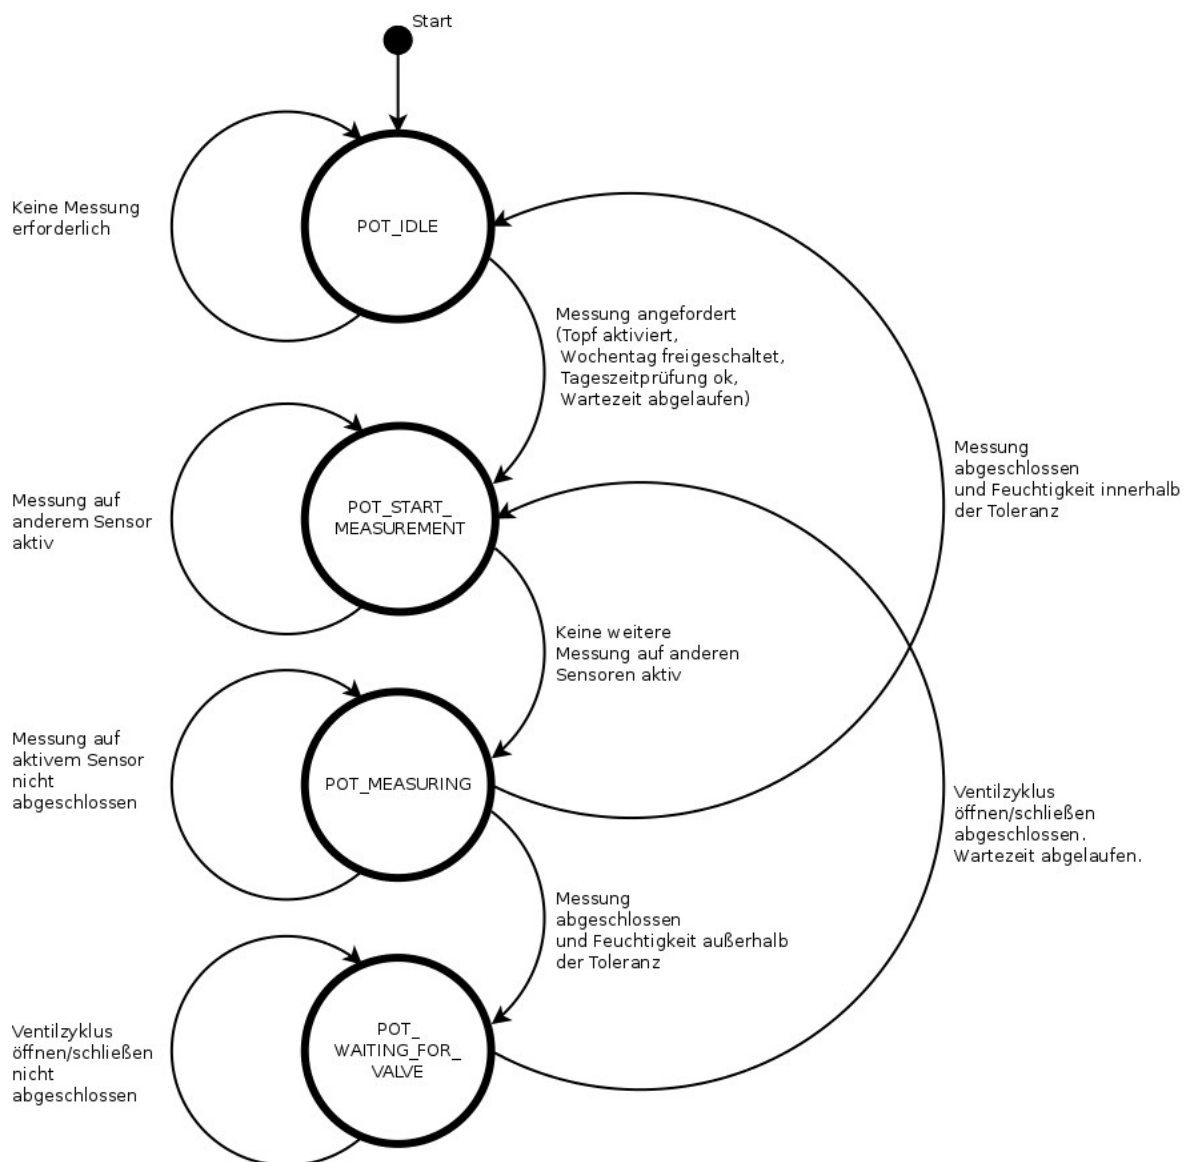 Start
Keine Messung
erforderlich
POT_IDLE
Messung angefordert
(Topf aktiviert,
Wochentag freigeschaltet,
Tageszeitprüfung ok,
Wartezeit abgelaufen)
Messung
abgeschlossen
und Feuchtigkeit innerhalb
der Toleranz
Messung auf
anderem Sensor
aktiv
POT_START_
MEASUREMENT
Keine weitere
Messung auf anderen
Sensoren aktiv
Messung auf
aktivem Sensor
nicht
abgeschlossen
POT_MEASURING
Ventilzyklus
öffnen/schließen
abgeschlossen.
Wartezeit abgelaufen.
Messung
abgeschlossen
und Feuchtigkeit außerhalb
der Toleranz
Ventilzyklus
öffnen/schließen
nicht
abgeschlossen
POT_
WAITING_FOR_
VALVE